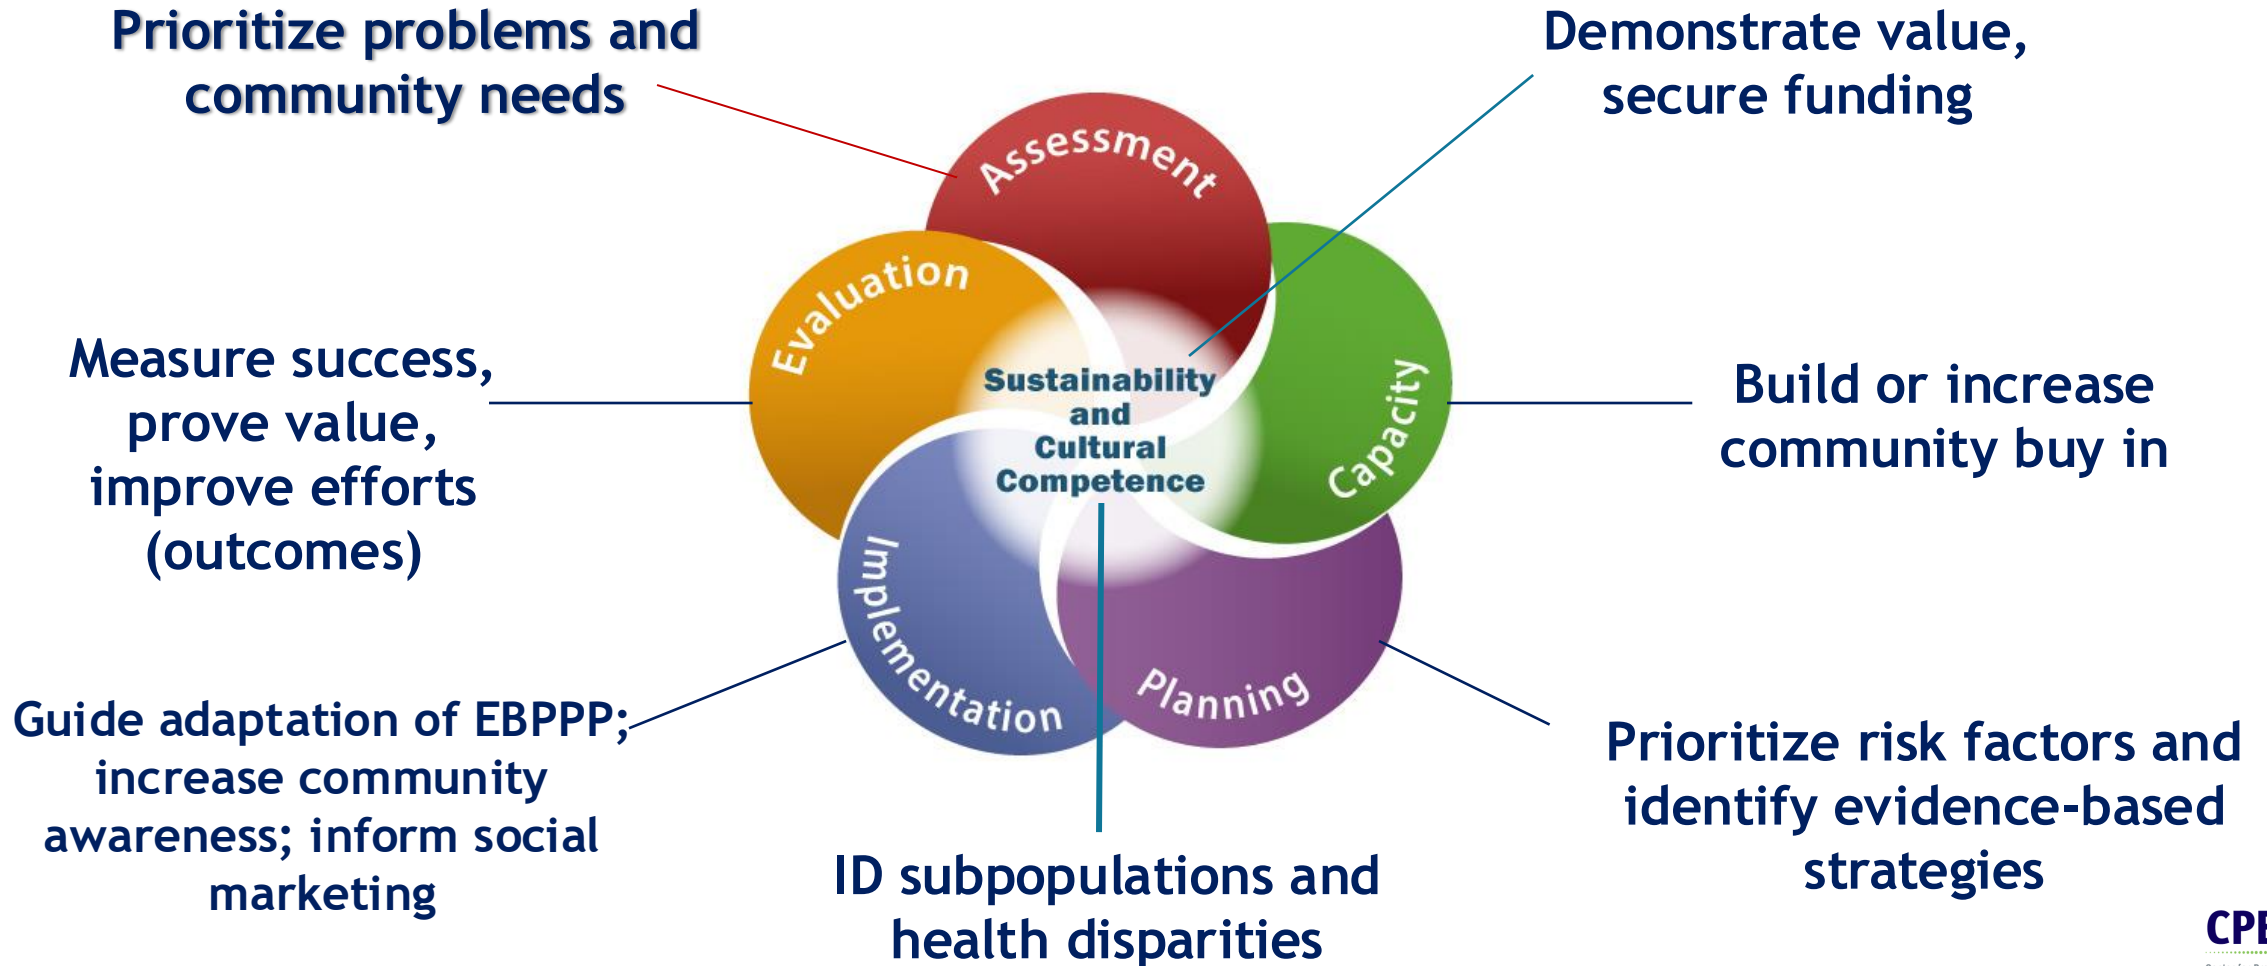 Prioritize problems and
community needs
Demonstrate value,
secure funding
Assessment
Evaluation
Capacity
Sustainability
and
Cultural
Competence
Measure success,
prove value,
improve efforts
(outcomes)
Build or increase
community buy in
Implementation
Planning
Guide adaptation of EBPPP;
increase community
awareness; inform social
marketing
Prioritize risk factors and
identify evidence-based
strategies
ID subpopulations and
health disparities